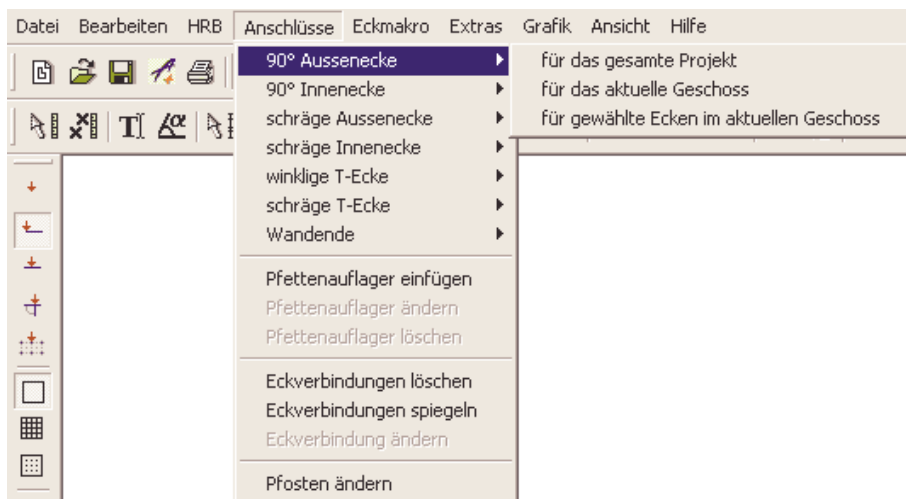 Datei Bearbeiten HRB Anschlüsse Eckmakro Extras Grafik Ansicht Hilfe
90° Aussenecke
90° Innenecke
schräge Aussenecke
schräge Innenecke
winklige T-Ecke
schräge T-Ecke
Wandende
Pfettenauflager einfügen
Pfettenauflager ändern
Pfettenauflager löschen
Eckverbindungen löschen
Eckverbindungen spiegeln
Eckverbindung ändern
Pfosten ändern
für das gesamte Projekt
für das aktuelle Geschoss
für gewählte Ecken im aktuellen Geschoss